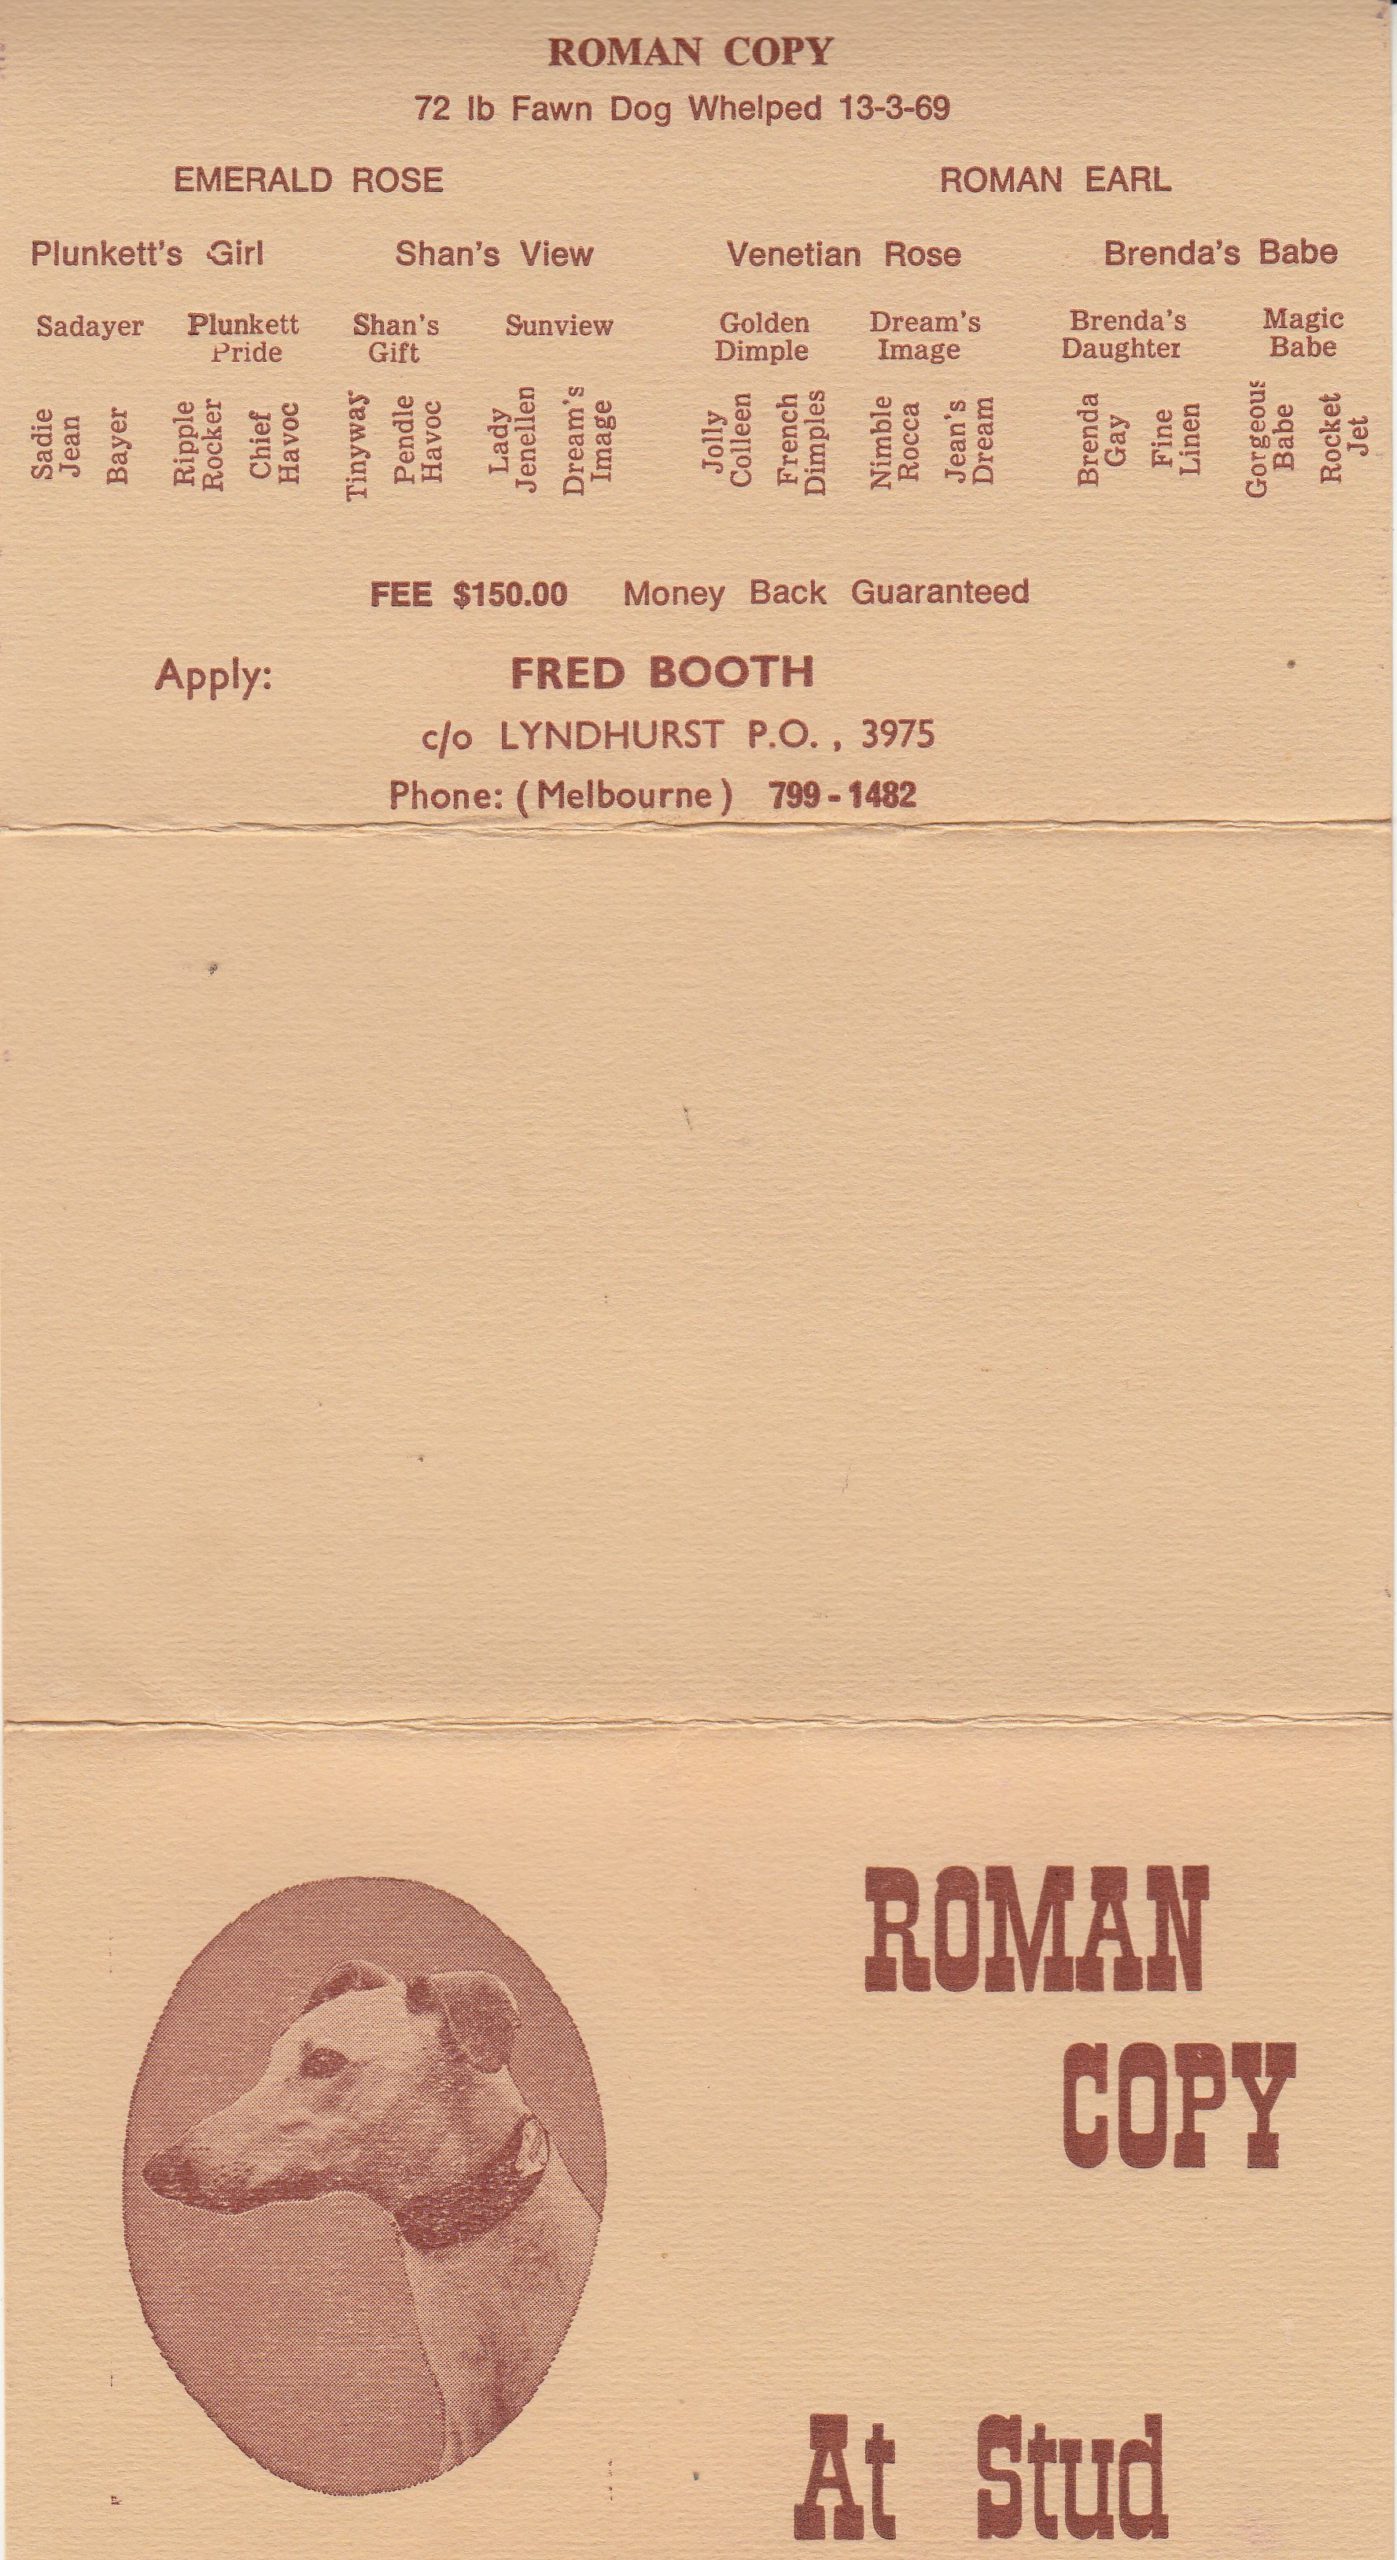 ROMAN COPY
72 lb Fawn Dog Whelped 13-3-69
EMERALD ROSE ROMAN EARL
Plunkett's Girl Shan's View Venetian Rose Brenda's Babe
Sadayer
Plunkett
Pride
Shan's
Gift
Sunview
Golden
Dimple
Dream's
Image
Brenda's
Daughter
Magic
Babe
Sadie
Jean
Bayer
Ripple
Rocker
Chief
Havoc
Tinyway
Pendle
Havoc
Lady
Jenellen
Dream's
Image
Jolly
Colleen
French
Dimples
Nimble
Rocca
Jean's
Dream
Brenda
Gay
Fine
Linen
Gorgeous
Babe
Rocket
Jet
FEE $150.00 Money Back Guaranteed
Apply: FRED BOOTH
c/o LYNDHURST P.O., 3975
Phone: (Melbourne) 799-1482
ROMAN
COPY
At Stud